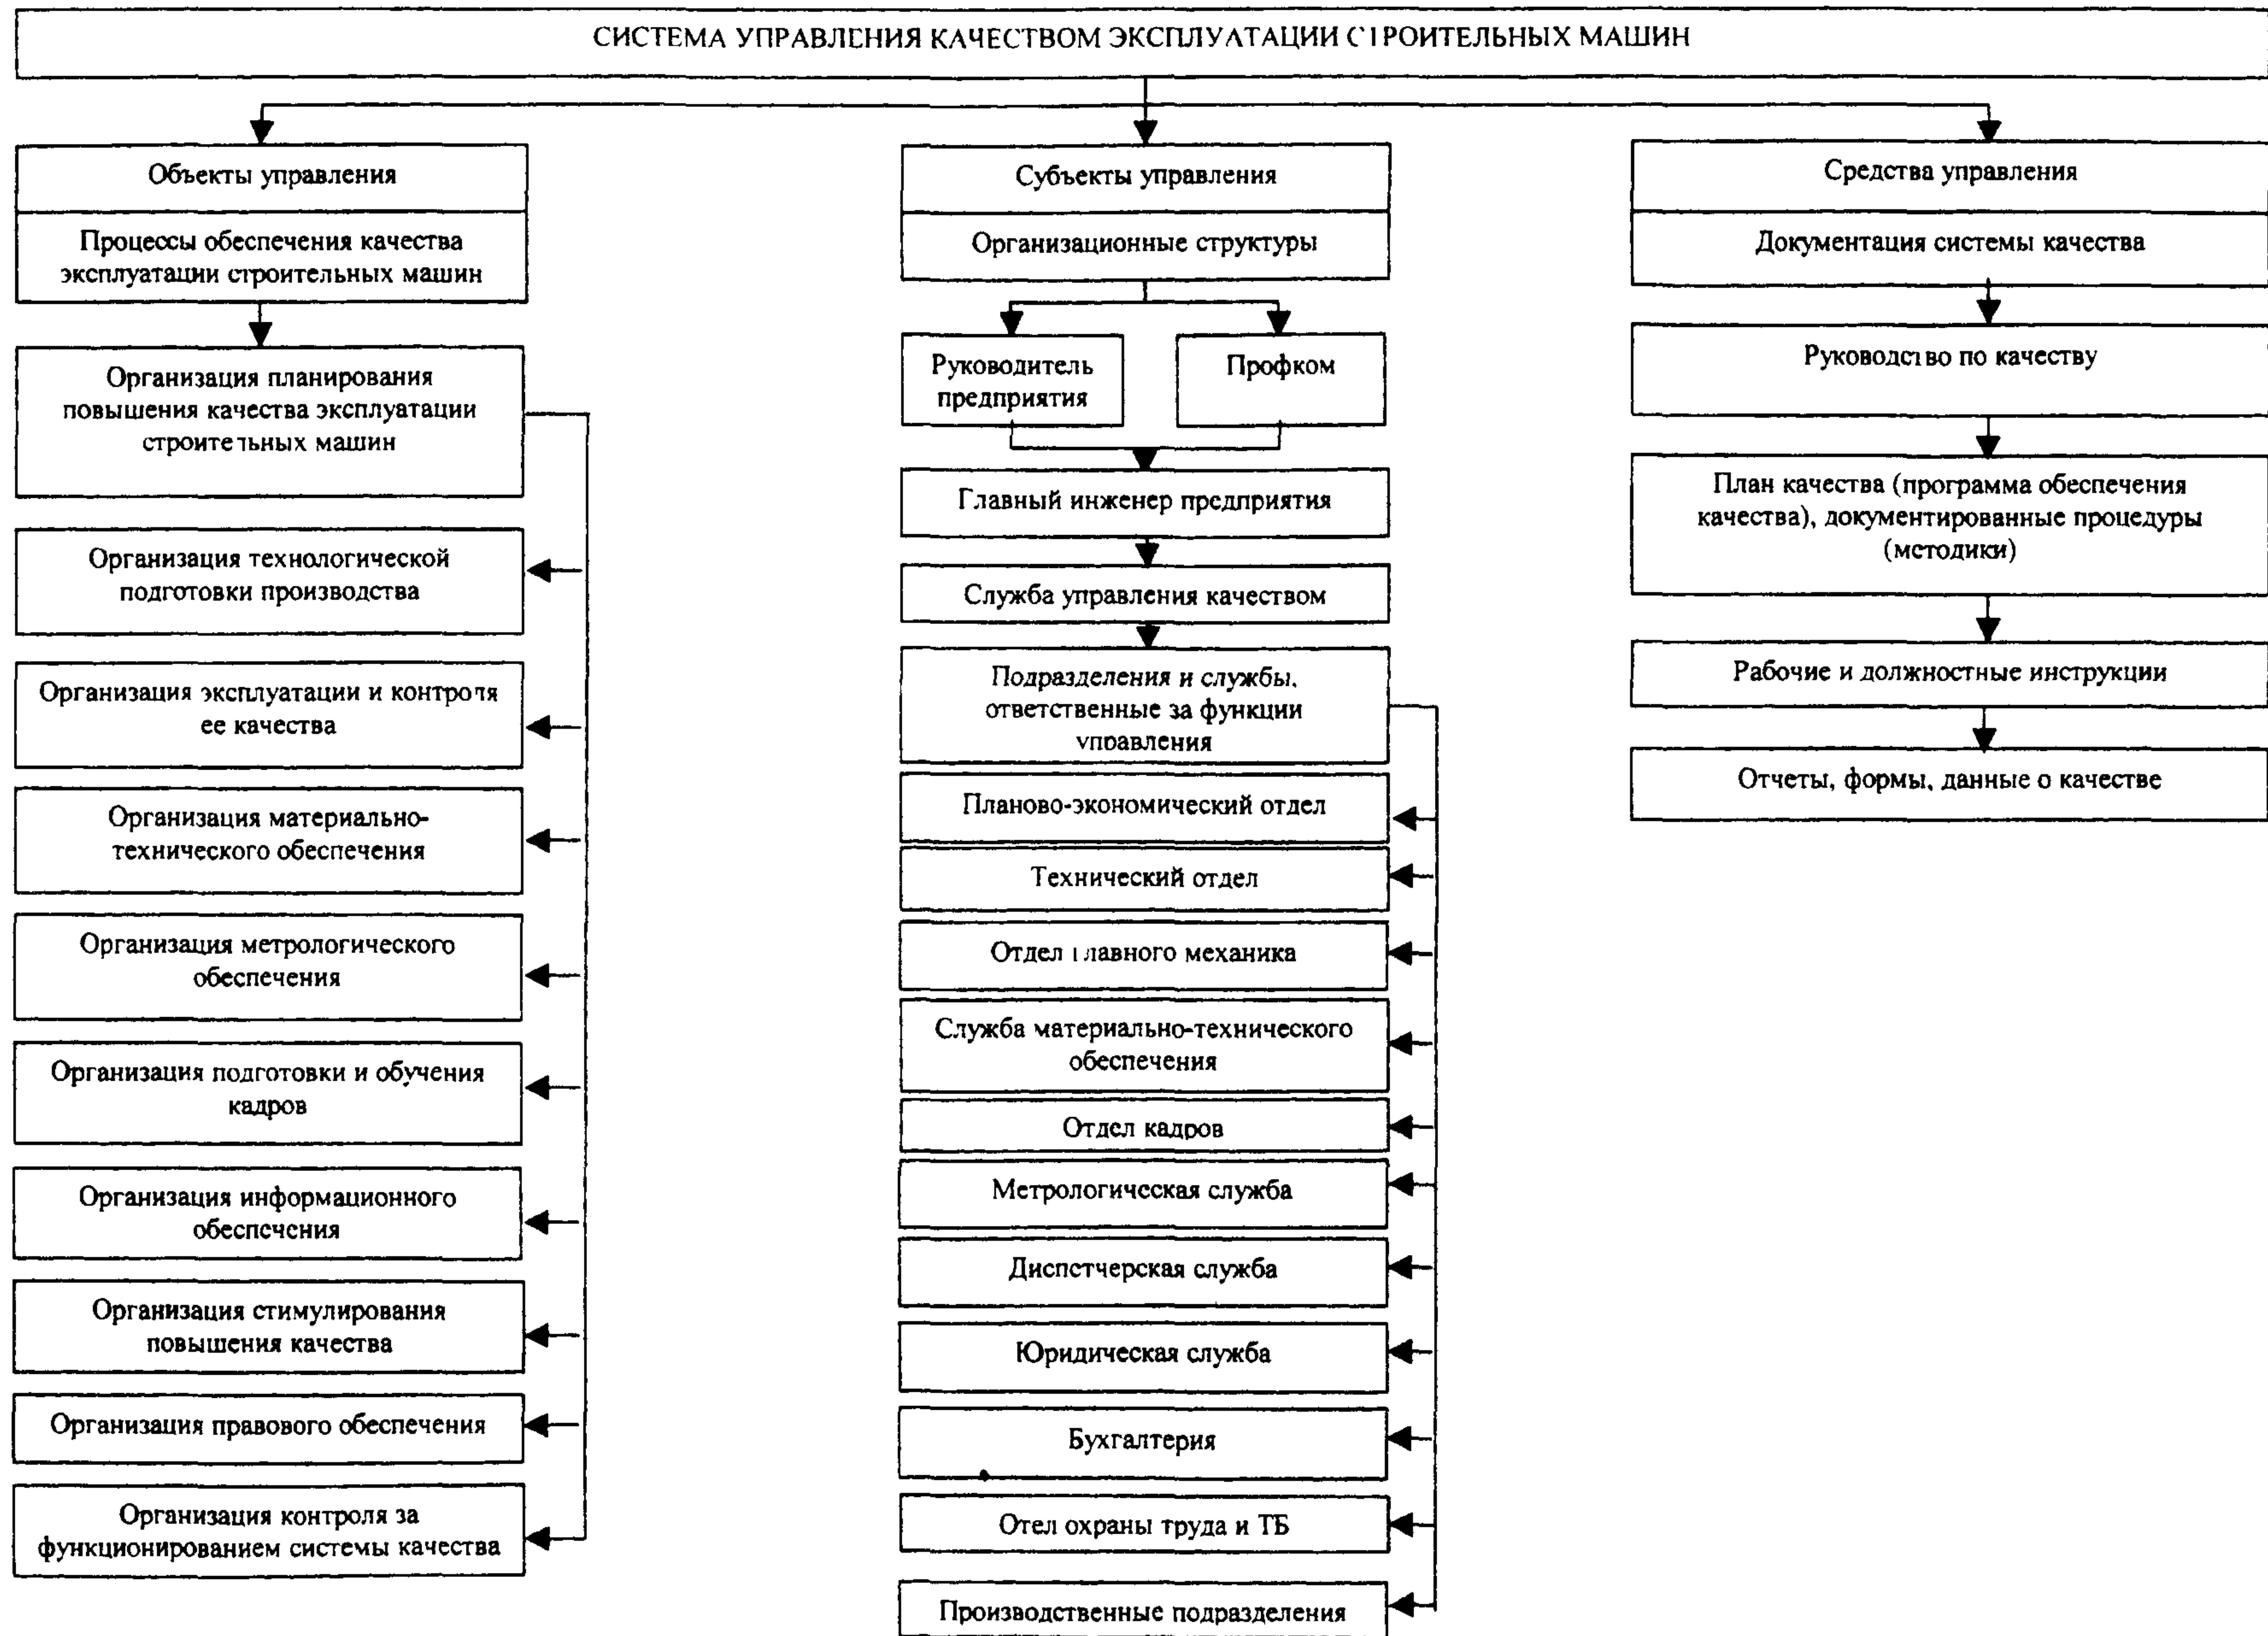 СИСТЕМА УПРАВЛЕНИЯ КАЧЕСТВОМ ЭКСПЛУАТАЦИИ СТРОИТЕЛЬНЫХ МАШИН
Объекты управления
Процессы обеспечения качества
эксплуатации строительных машин
Организация планирования
повышения качества эксплуатации
строительных машин
Организация технологической
подготовки производства
Организация эксплуатации и контроля
ее качества
Организация материально-
технического обеспечения
Организация метрологического
обеспечения
Организация подготовки и обучения
кадров
Организация информационного
обеспечения
Организация стимулирования
повышения качества
Организация правового обеспечения
Организация контроля за
функционированием системы качества
Субъекты управления
Организационные структуры
Руководитель
предприятия
Профком
Главный инженер предприятия
Служба управления качеством
Подразделения и службы,
ответственные за функции
управления
Планово-экономический отдел
Технический отдел
Отдел главного механика
Служба материально-технического
обеспечения
Отдел кадров
Метрологическая служба
Диспетчерская служба
Юридическая служба
Бухгалтерия
Отел охраны труда и ТБ
Производственные подразделения
Средства управления
Документация системы качества
Руководство по качеству
План качества (программа обеспечения
качества), документированные процедуры
(методики)
Рабочие и должностные инструкции
Отчеты, формы, данные о качестве